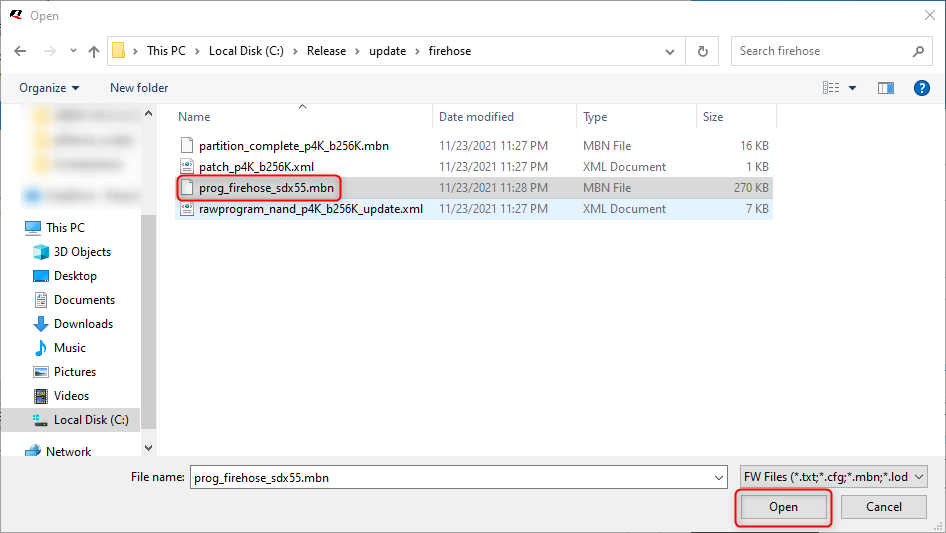 Open
This PC > Local Disk (C:) > Release > update > firehose
Search firehose
Organize
New folder
?
Name Date modified Type Size
partition_complete_p4K_b256K.mbn 11/23/2021 11:27 PM MBN File 16 KB
patch_p4K_b256K.xml 11/23/2021 11:27 PM XML Document 1 KB
prog_firehose_sdx55.mbn 11/23/2021 11:28 PM MBN File 270 KB
rawprogram_nand_p4K_b256K_update.xml 11/23/2021 11:27 PM XML Document 7 KB
This PC
3D Objects
Desktop
Documents
Downloads
Music
Pictures
Videos
Local Disk (C:)
Network
File name: prog_firehose_sdx55.mbn FW Files (*.txt;*.cfg;*.mbn;*.lod
Open Cancel